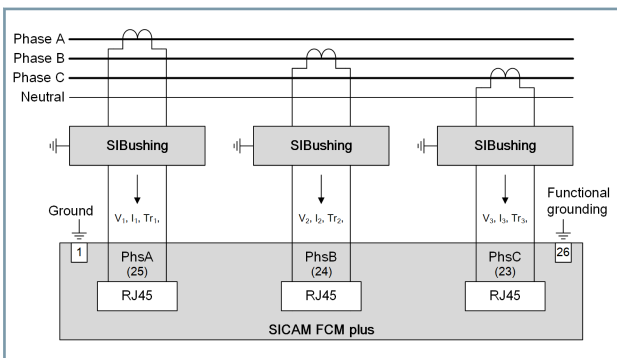 Phase A
Phase B
Phase C
Neutral
SIBushing SIBushing SIBushing
Ground V₁, I₁, Tr₁, V₂, I₂, Tr₂, V₃, I₃, Tr₃, Functional
grounding
1 PhsA PhsB PhsC 26
(25) (24) (23)
RJ45 RJ45 RJ45
SICAM FCM plus